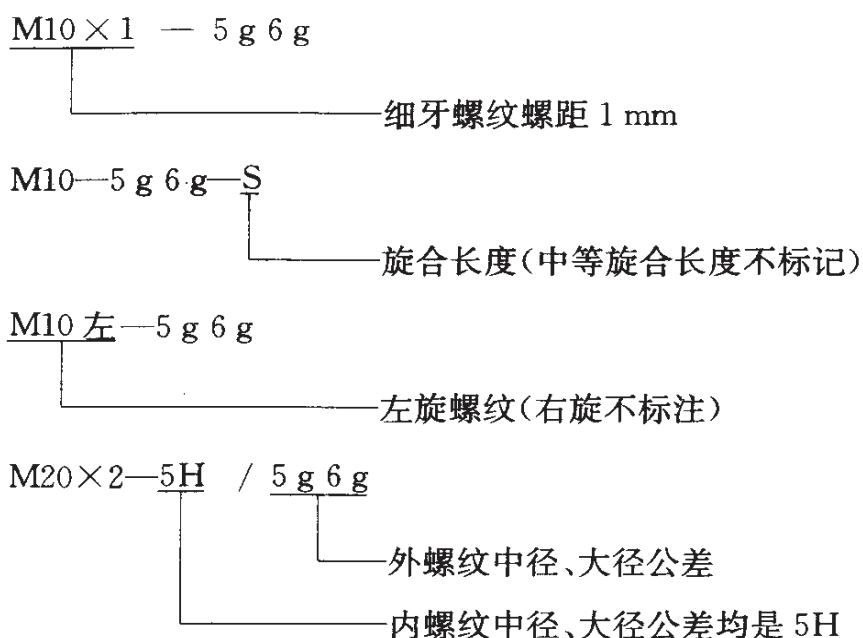 M10×1 — 5g6g
细牙螺纹螺距 1 mm
M10—5g6g—S
旋合长度(中等旋合长度不标记)
M10左—5g6g
左旋螺纹(右旋不标注)
M20×2—5H / 5g6g
外螺纹中径、大径公差
内螺纹中径、大径公差均是 5H